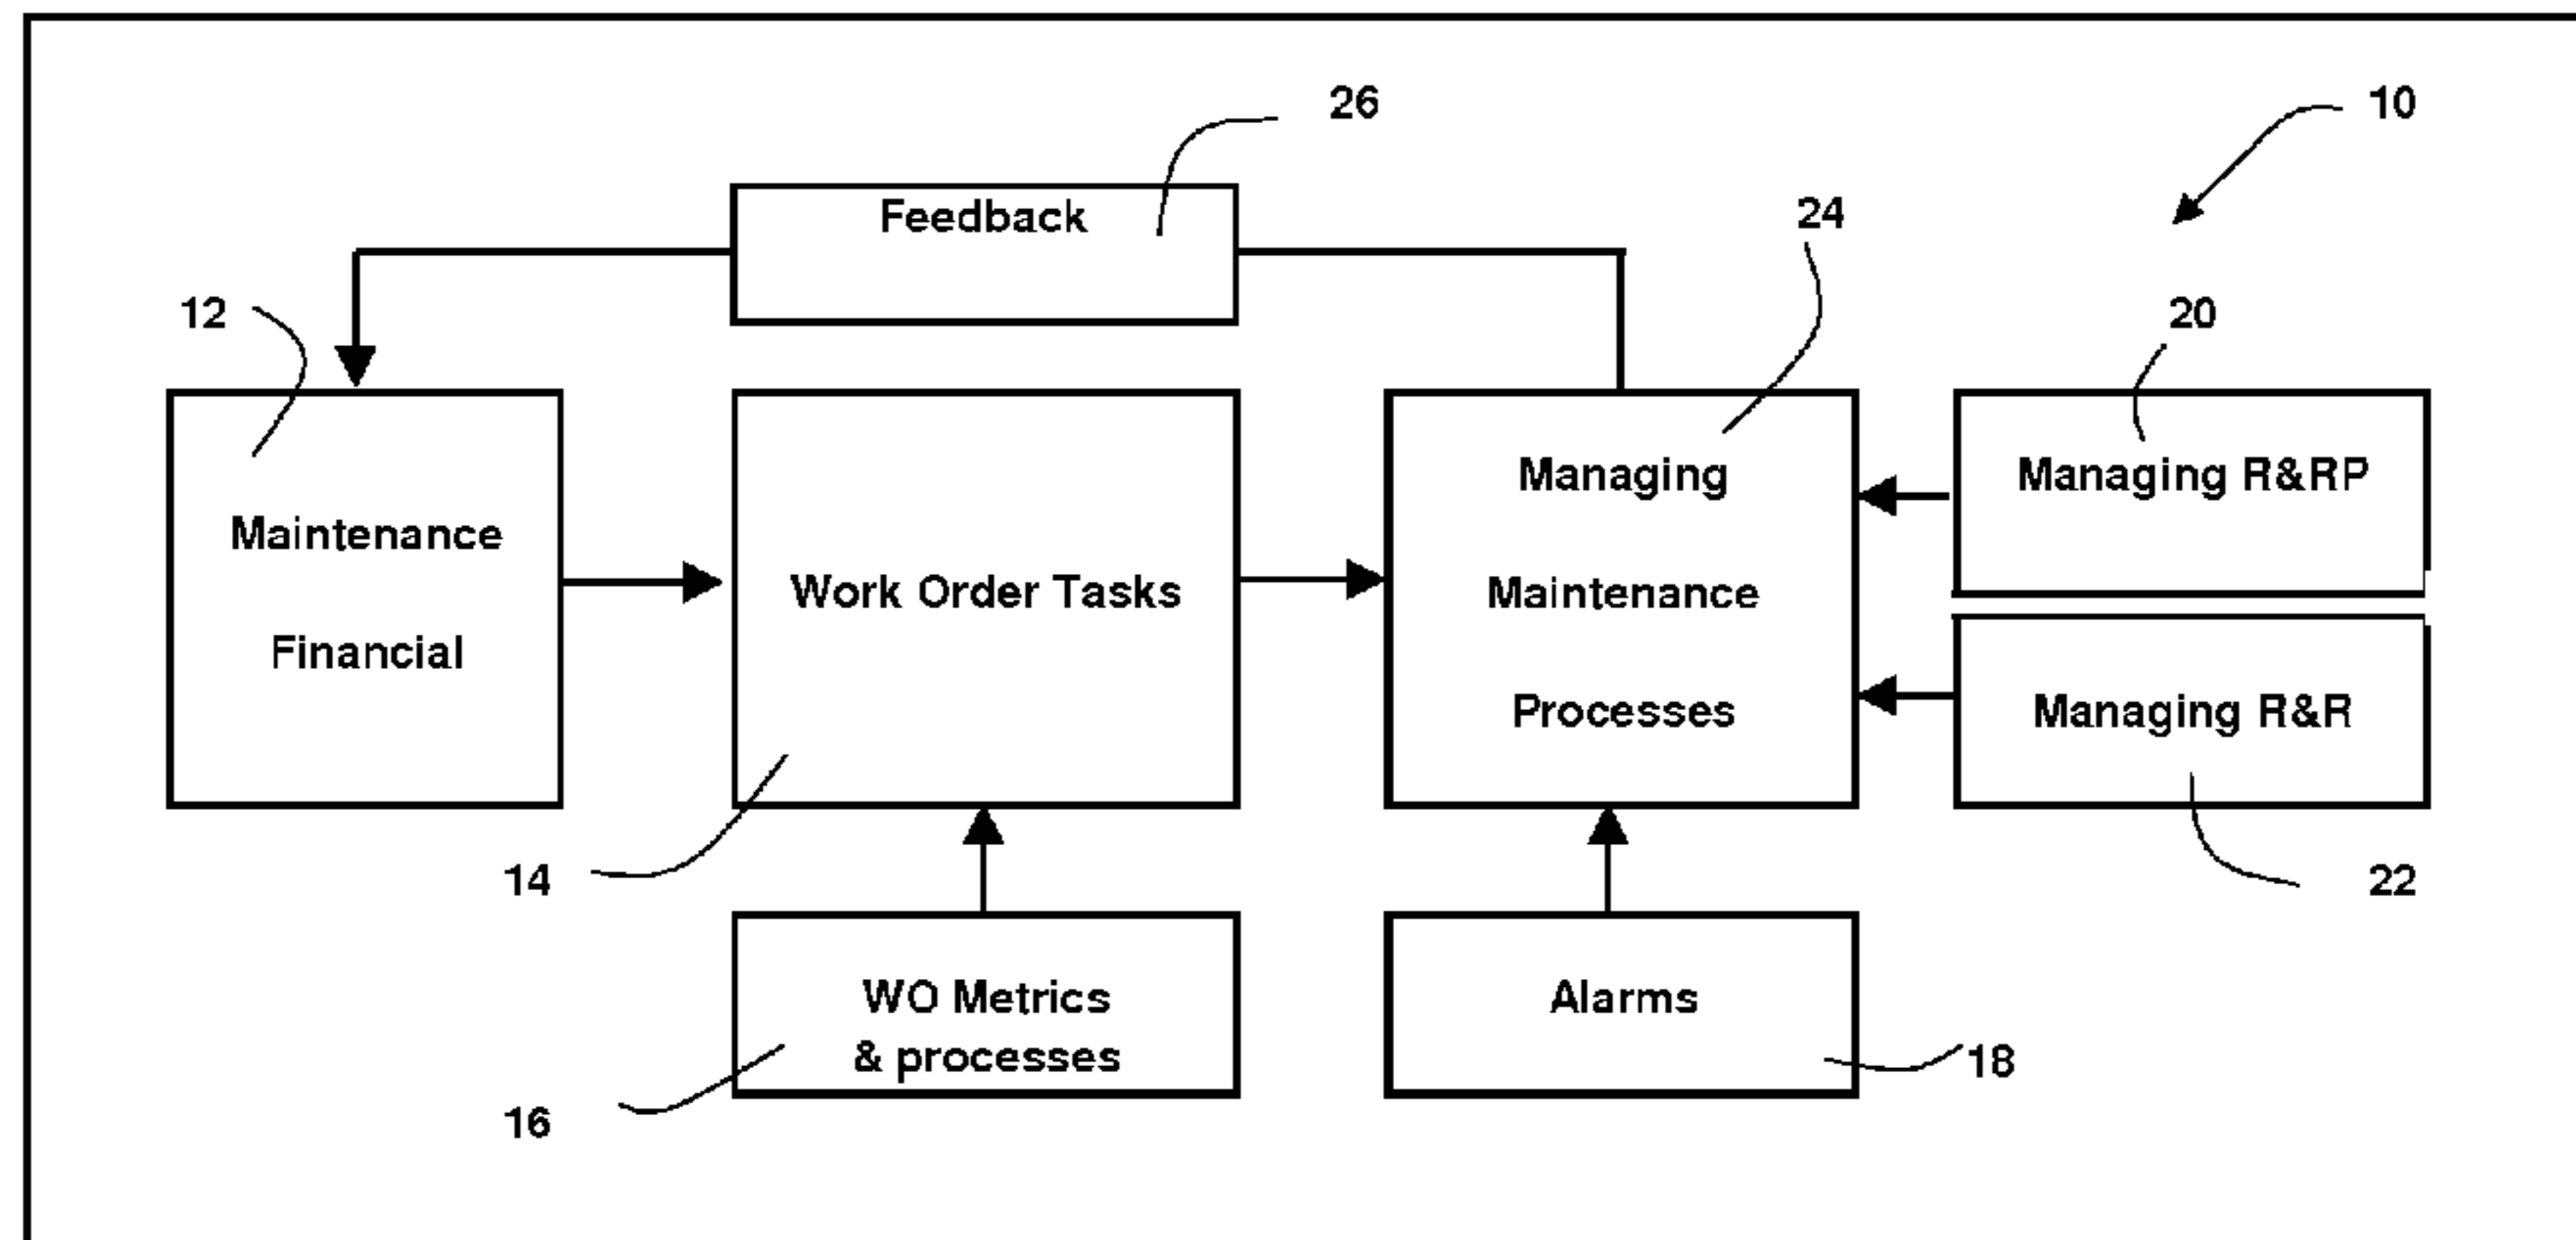 26
10
Feedback
24
12
20
Maintenance
Financial
Work Order Tasks
Managing
Maintenance
Processes
Managing R&RP
Managing R&R
14
22
WO Metrics
& processes
Alarms
18
16